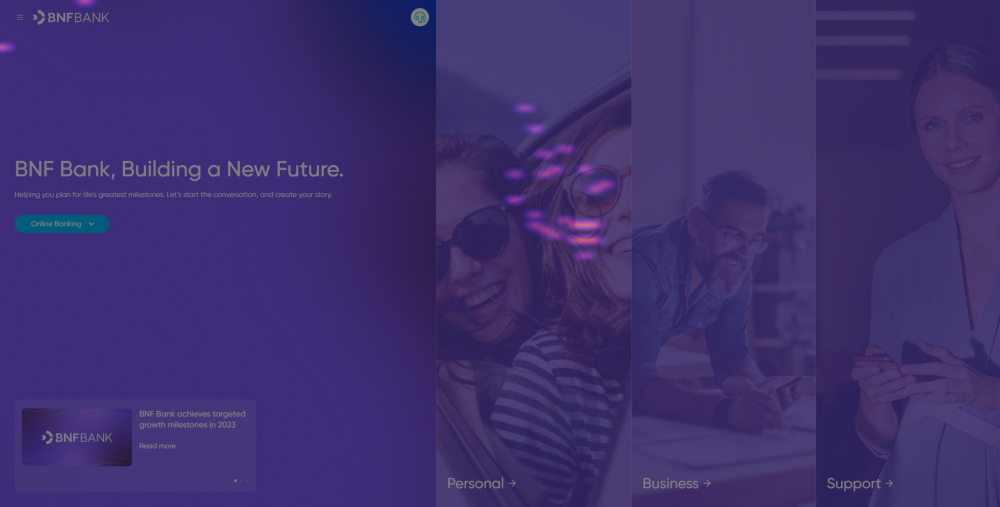 BNFBANK
BNF Bank, Building a New Future.
Helping you plan for life's greatest milestones. Let's start the conversation, and create your story.
Online Banking
BNFBANK
BNF Bank achieves targeted
growth milestones in 2023
Read more
Personal →
Business →
Support →